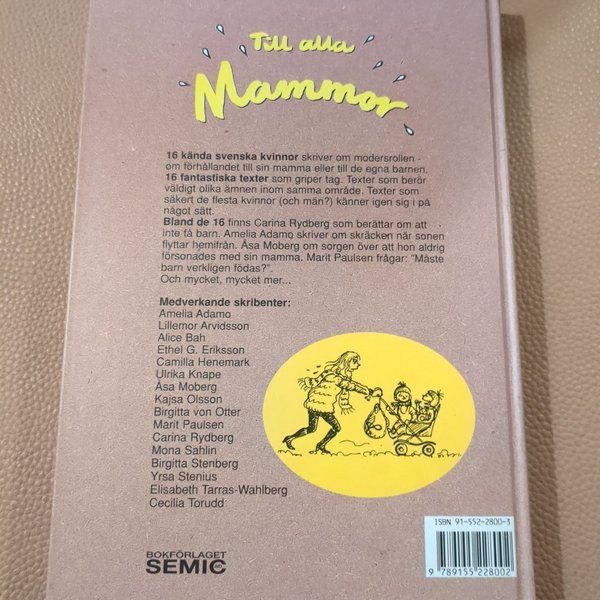 Till alla
Mammor
16 kända svenska kvinnor skriver om modersrollen -
om förhållandet till sin mamma eller till de egna barnen.
16 fantastiska texter som griper tag. Texter som berör
väldigt olika ämnen inom samma område. Texter som
säkert de flesta kvinnor (och män?) känner igen sig i på
något sätt.
Bland de 16 finns Carina Rydberg som berättar om att
inte få barn. Amelia Adamo skriver om skräcken när sonen
flyttar hemifrån. Åsa Moberg om sorgen över att hon aldrig
försonades med sin mamma. Marit Paulsen frågar: "Måste
barn verkligen födas?".
Och mycket, mycket mer...
Medverkande skribenter:
Amelia Adamo
Lillemor Arvidsson
Alice Bah
Ethel G. Eriksson
Camilla Henemark
Ulrika Knape
Åsa Moberg
Kajsa Olsson
Birgitta von Otter
Marit Paulsen
Carina Rydberg
Mona Sahlin
Birgitta Stenberg
Yrsa Stenius
Elisabeth Tarras-Wahlberg
Cecilia Torudd
BOKFÖRLAGET
SEMIC
ISBN 91-552-2800-3
9 789155 228002